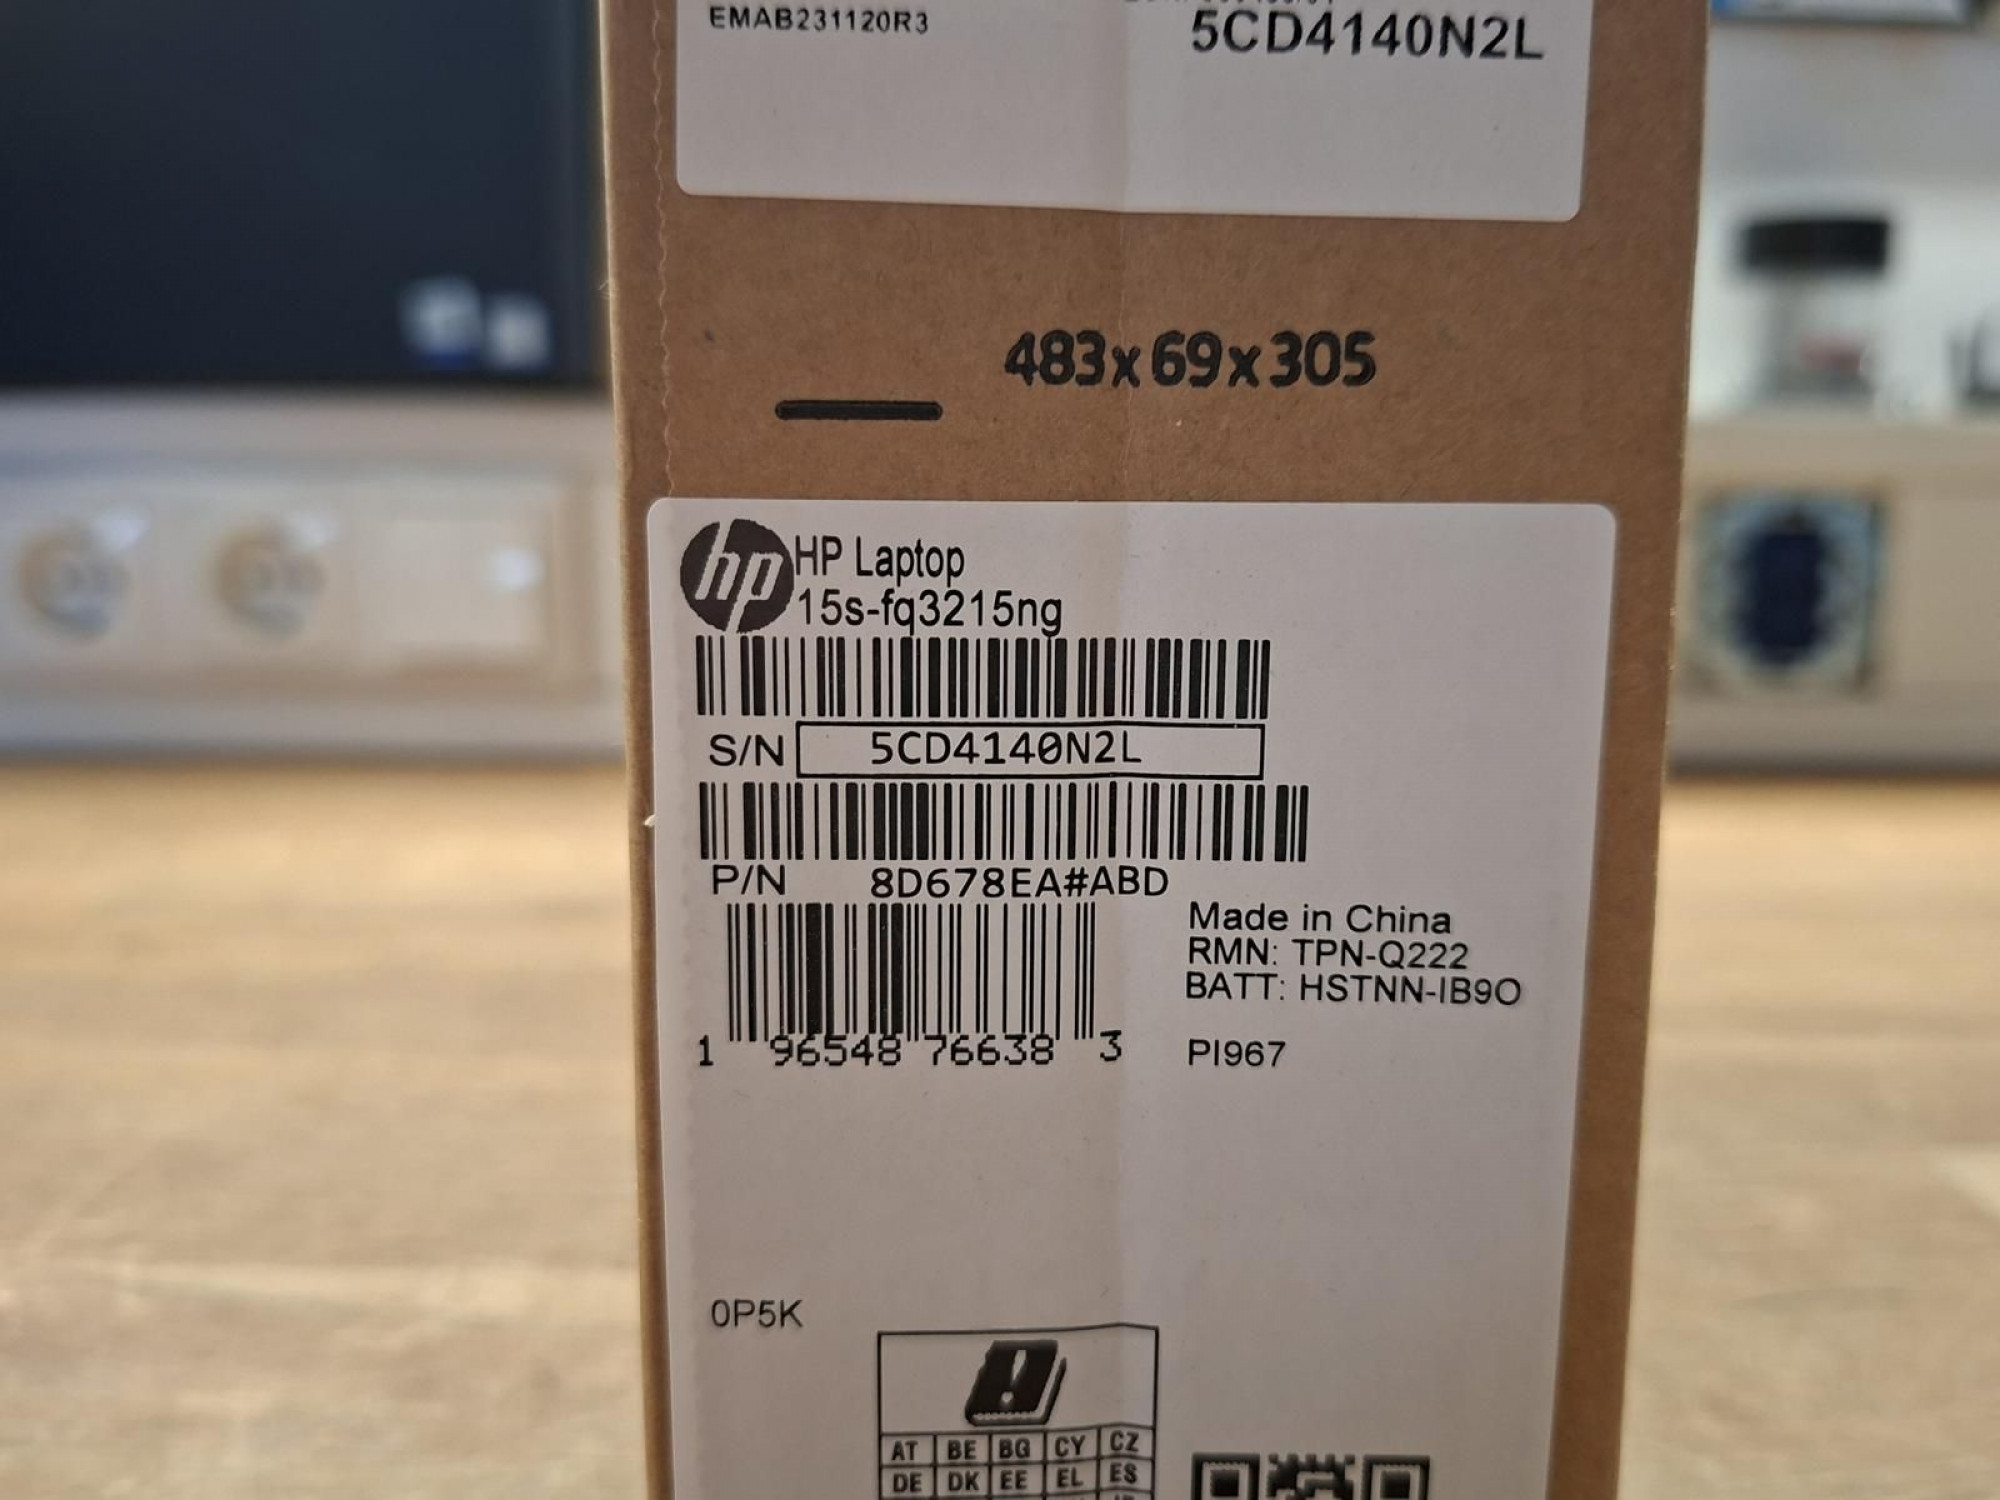 EMAB231120R3
5CD4140N2L
483x69x305
hp
HP Laptop
15s-fq3215ng
S/N 5CD4140N2L
P/N 8D678EA#ABD
Made in China
RMN: TPN-Q222
BATT: HSTNN-IB9O
1 96548 76638 3
PI967
0P5K
AT BE BG CY CZ
DE DK EE EL ES